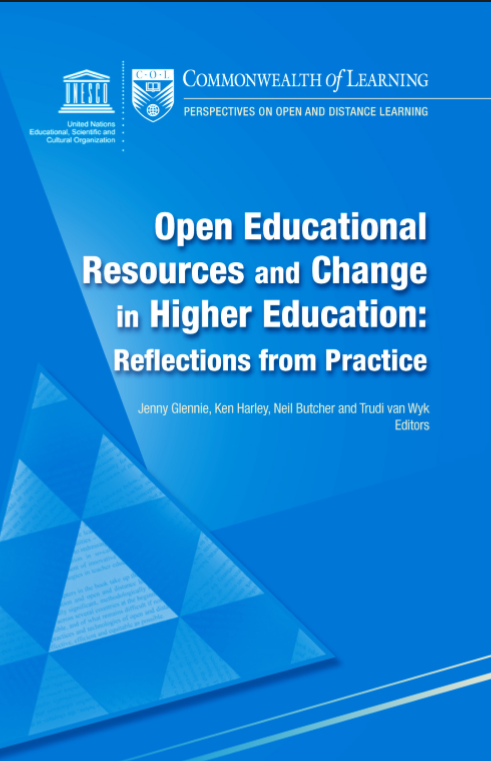 UNESCO
United Nations
Educational, Scientific and
Cultural Organization
C·O·L
COMMONWEALTH of LEARNING
PERSPECTIVES ON OPEN AND DISTANCE LEARNING
Open Educational
Resources and Change
in Higher Education:
Reflections from Practice
Jenny Glennie, Ken Harley, Neil Butcher and Trudi van Wyk
Editors